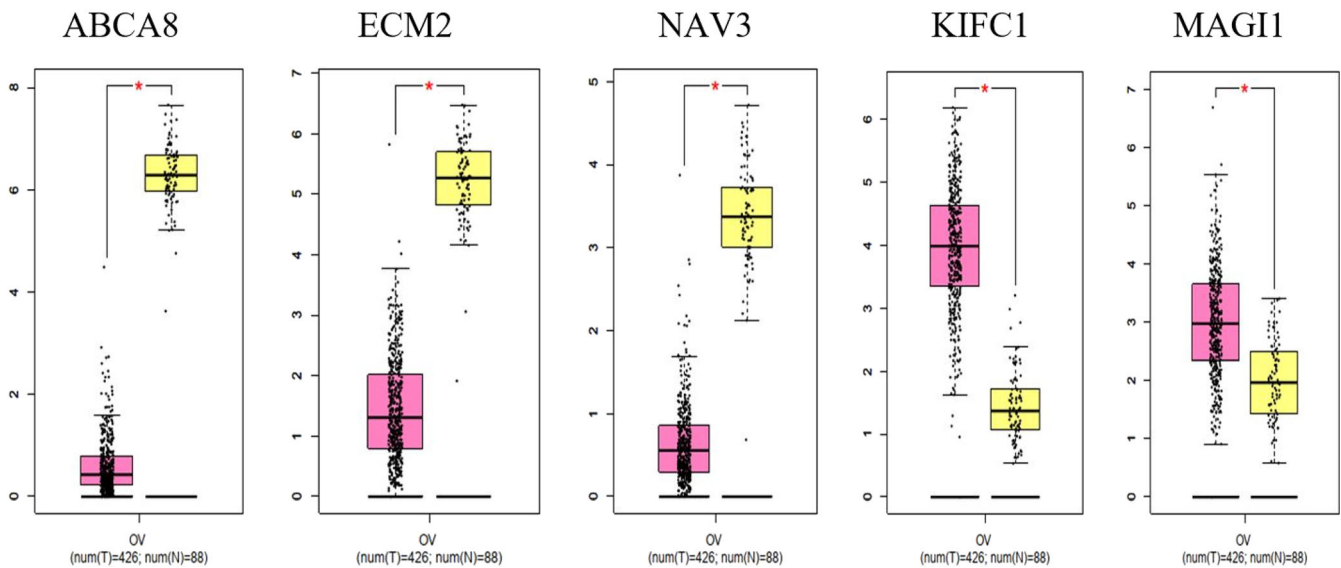 ABCA8
8
6
4
2
0
*
OV
(num(T)=426; num(N)=88)
ECM2
7
6
5
4
3
2
1
0
*
OV
(num(T)=426; num(N)=88)
NAV3
5
4
3
2
1
0
*
OV
(num(T)=426; num(N)=88)
KIFC1
6
5
4
3
2
1
0
*
OV
(num(T)=426; num(N)=88)
MAGI1
7
6
5
4
3
2
1
0
*
OV
(num(T)=426; num(N)=88)